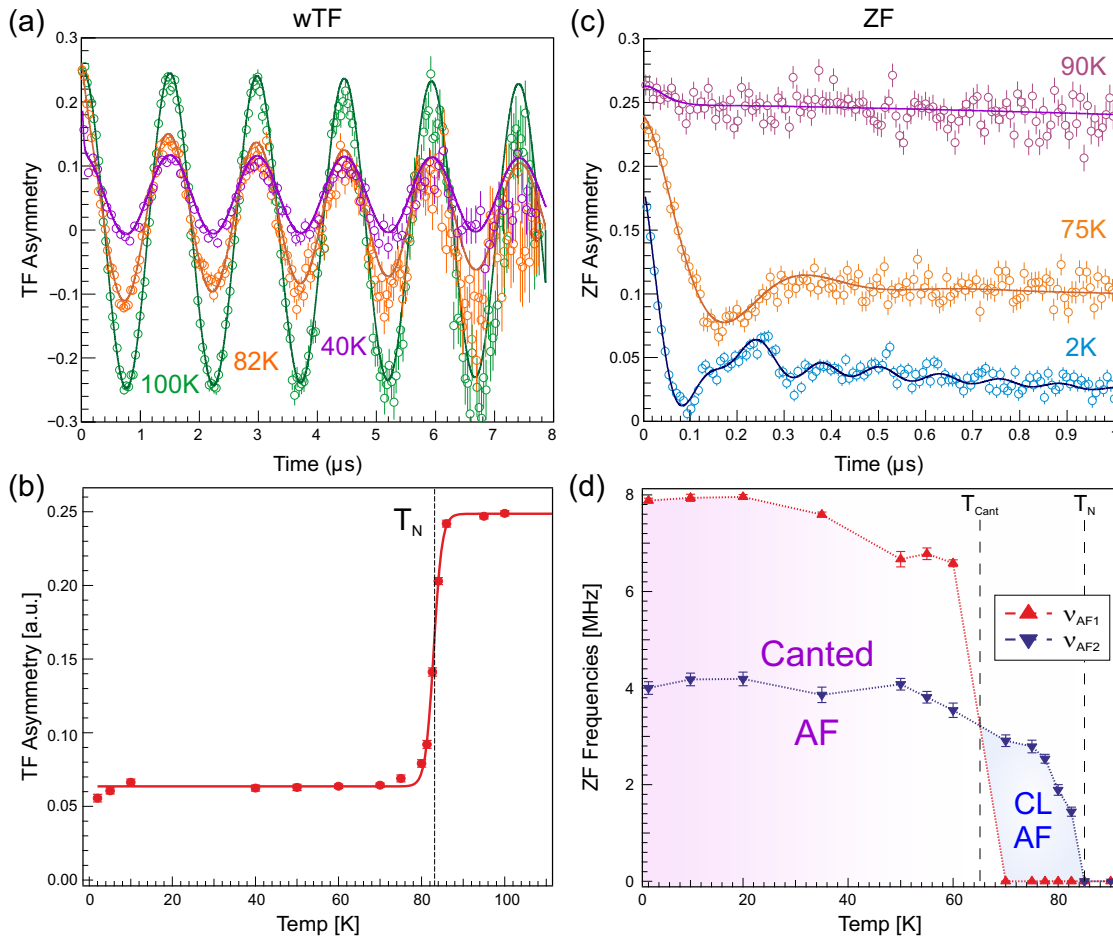 (a)
wTF
TF Asymmetry
0.3
0.2
0.1
0
−0.1
−0.2
−0.3
100K
82K
40K
0 1 2 3 4 5 6 7 8
Time (µs)
(c)
ZF
ZF Asymmetry
0.3
0.25
0.2
0.15
0.1
0.05
0
90K
75K
2K
0 0.1 0.2 0.3 0.4 0.5 0.6 0.7 0.8 0.9 1
Time (µs)
(b)
TF Asymmetry [a.u.]
0.25
0.20
0.15
0.10
0.05
0.00
T_N
0 20 40 60 80 100
Temp [K]
(d)
ZF Frequencies [MHz]
8
6
4
2
0
T_Cant
T_N
ν_AF1
ν_AF2
Canted
AF
CL
AF
0 20 40 60 80
Temp [K]